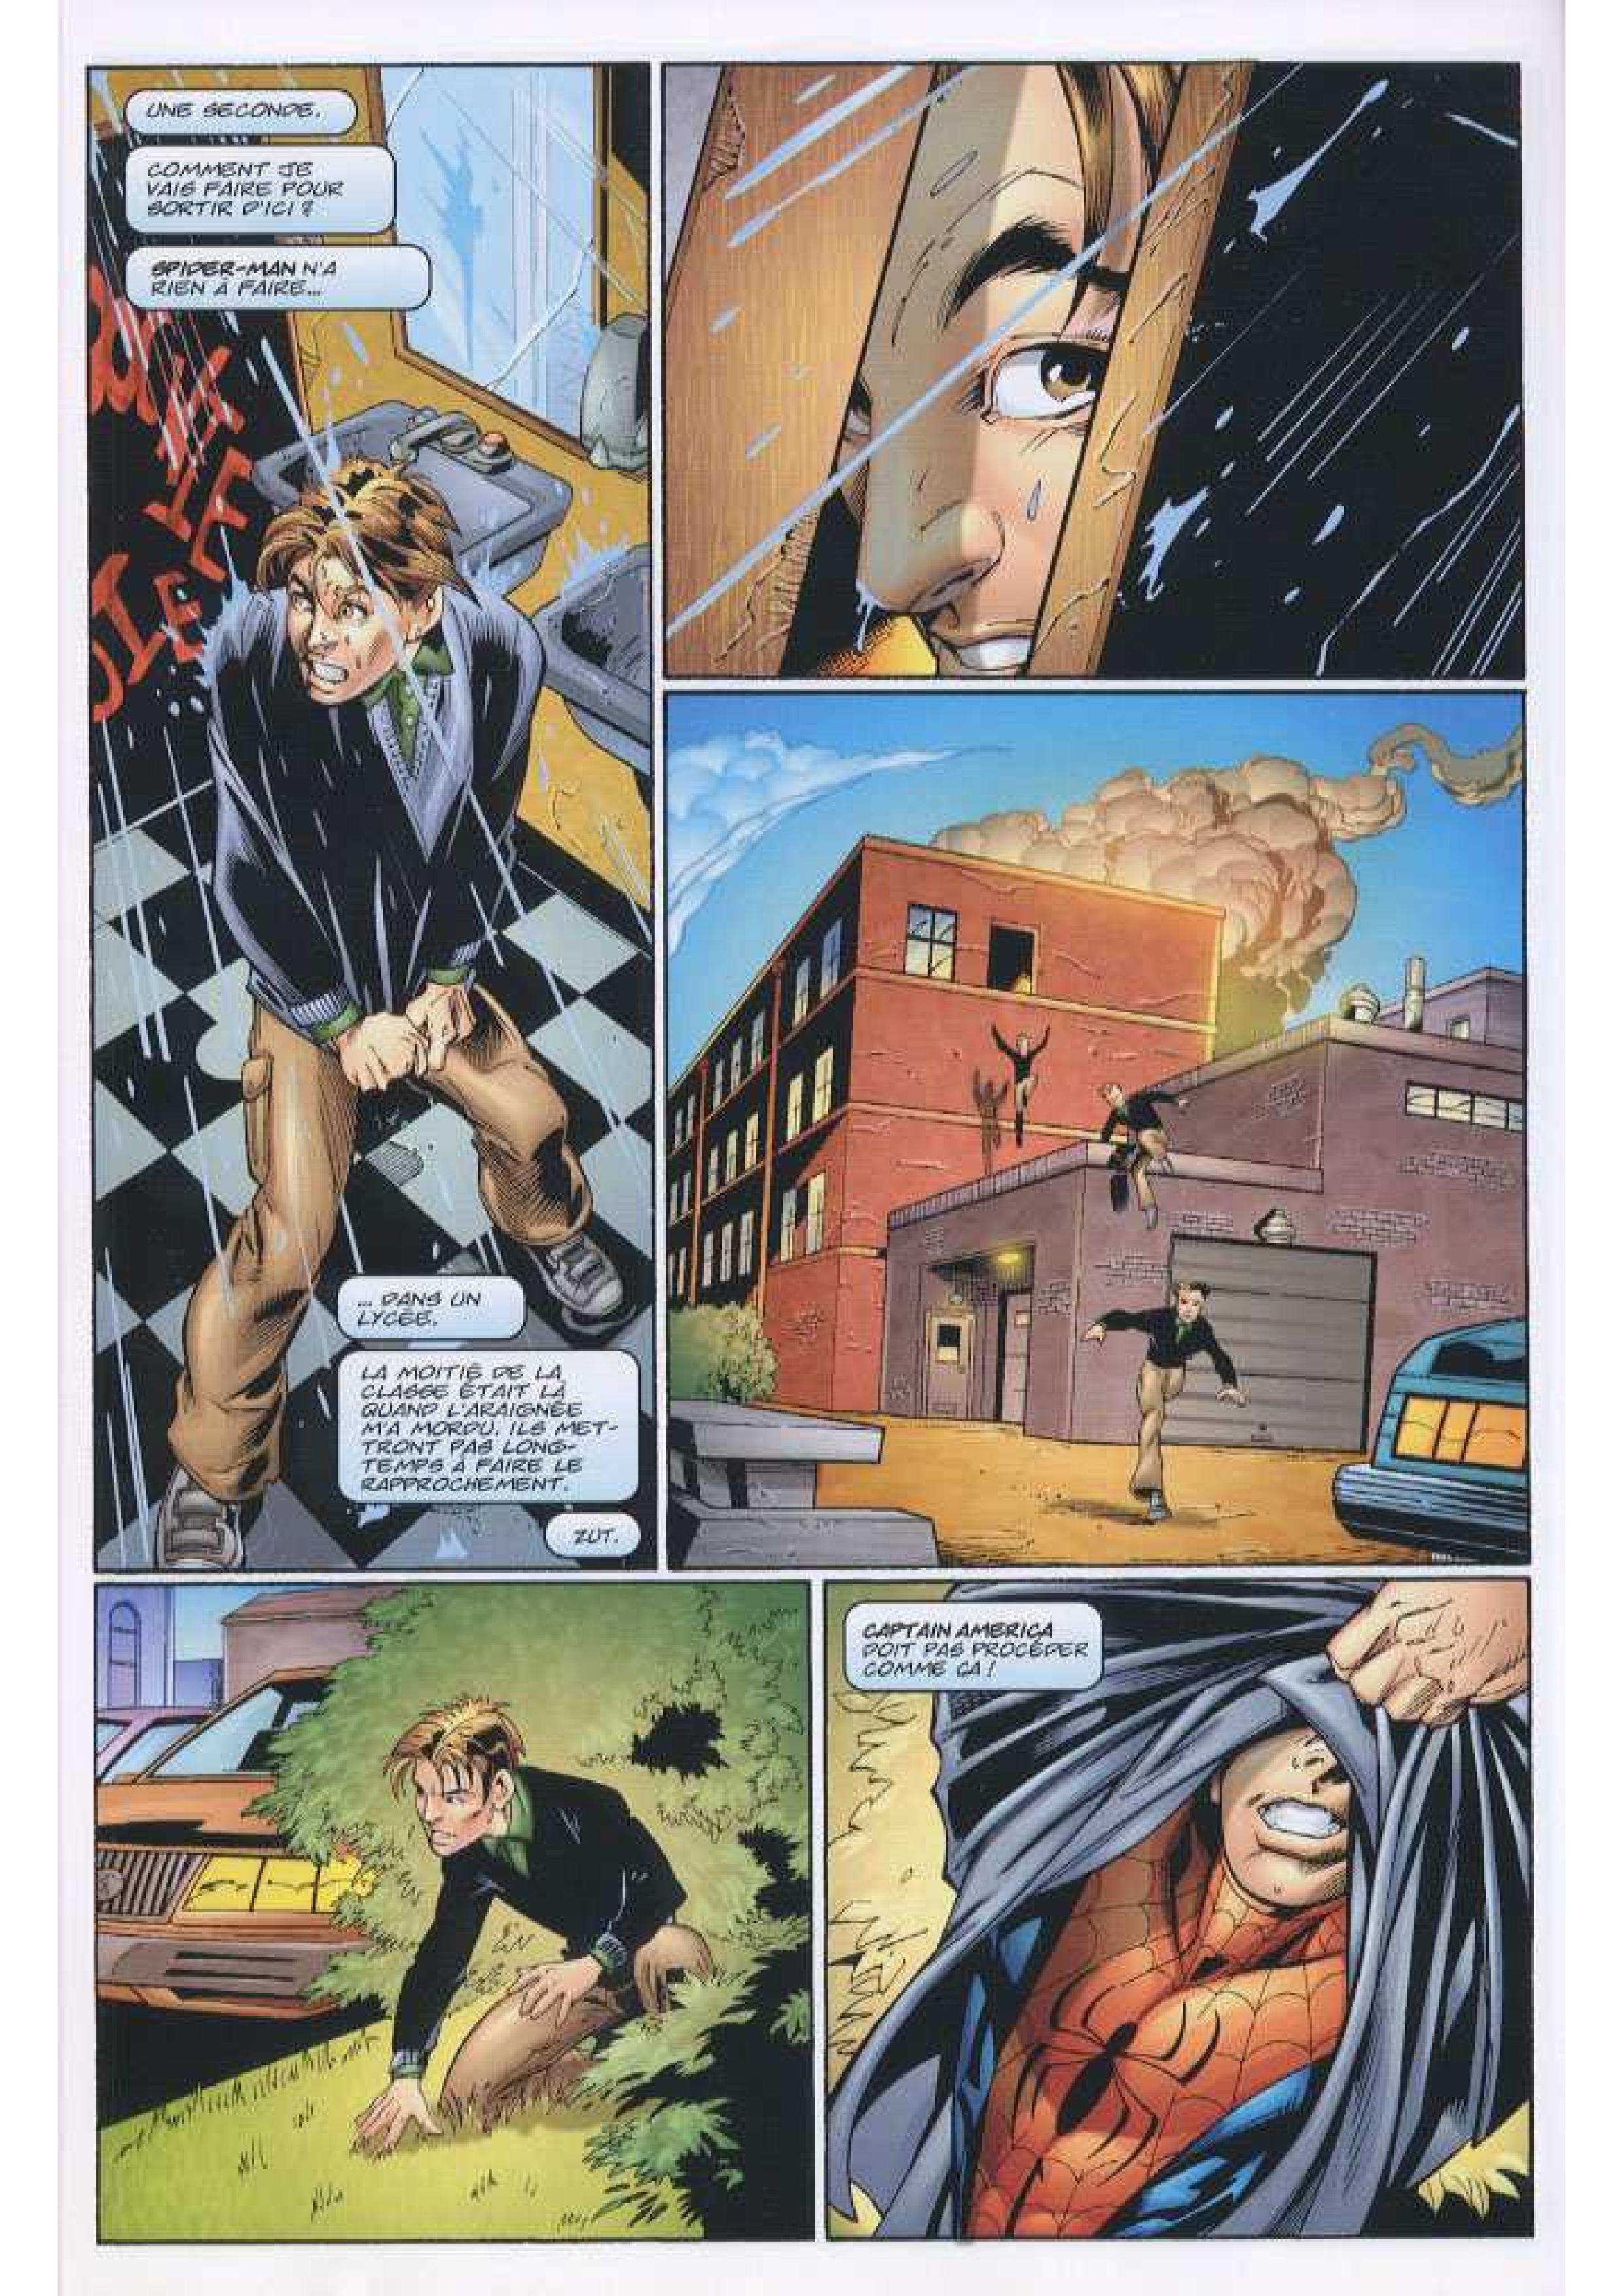 UNE SECONDE.
COMMENT JE
VAIS FAIRE POUR
SORTIR D'ICI ?
SPIDER-MAN N'A
RIEN À FAIRE...
... DANS UN
LYCÉE.
LA MOITIÉ DE LA
CLASSE ÉTAIT LÀ
QUAND L'ARAIGNÉE
M'A MORDU. ILS MET-
TRONT PAS LONG-
TEMPS À FAIRE LE
RAPPROCHEMENT.
ZUT.
CAPTAIN AMERICA
DOIT PAS PROCÉDER
COMME ÇA !